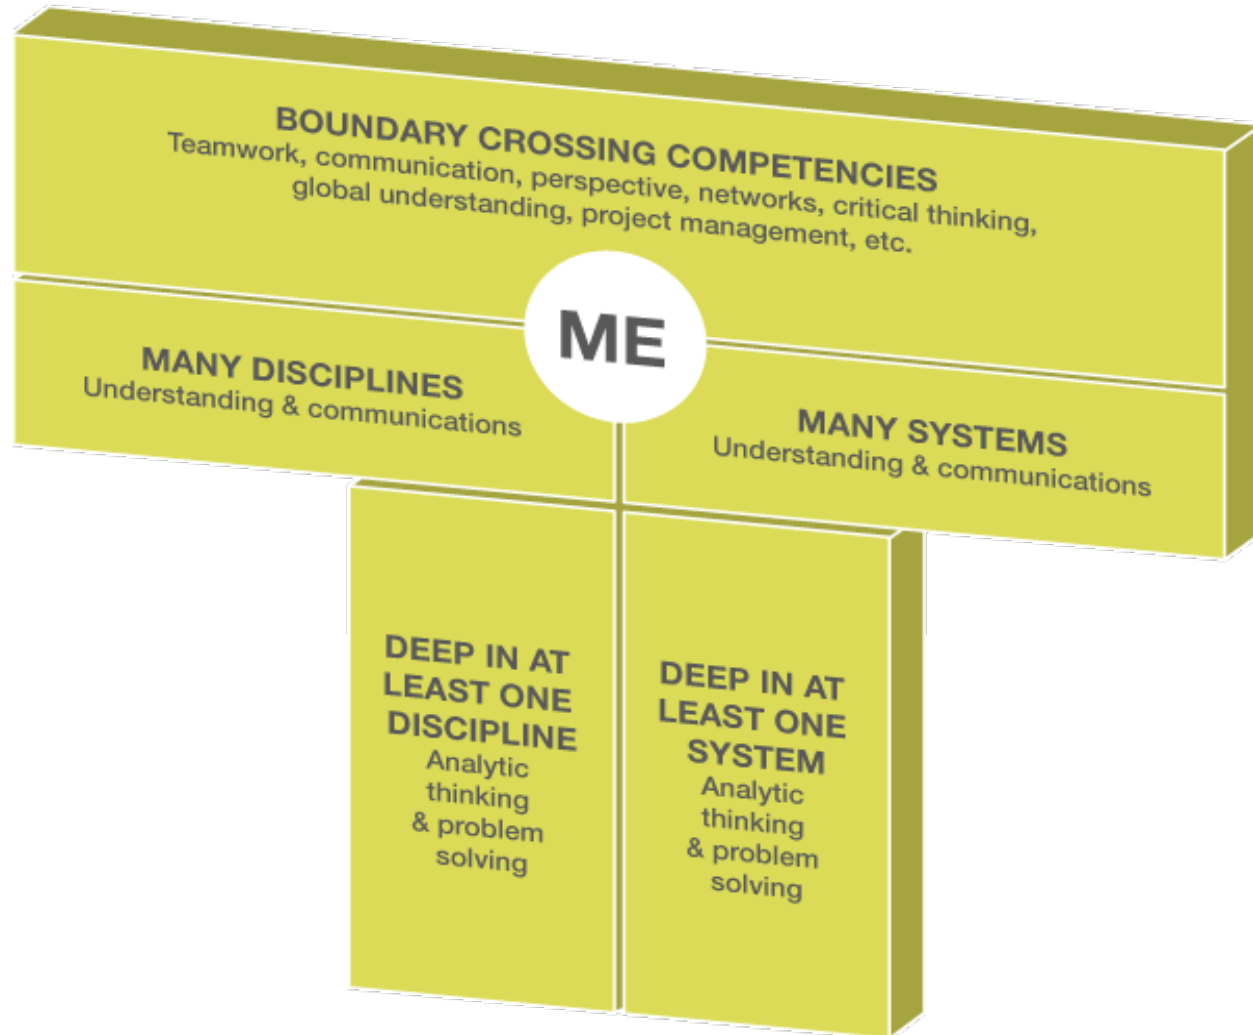 BOUNDARY CROSSING COMPETENCIES
Teamwork, communication, perspective, networks, critical thinking,
global understanding, project management, etc.
ME
MANY DISCIPLINES
Understanding & communications
MANY SYSTEMS
Understanding & communications
DEEP IN AT
LEAST ONE
DISCIPLINE
Analytic
thinking
& problem
solving
DEEP IN AT
LEAST ONE
SYSTEM
Analytic
thinking
& problem
solving